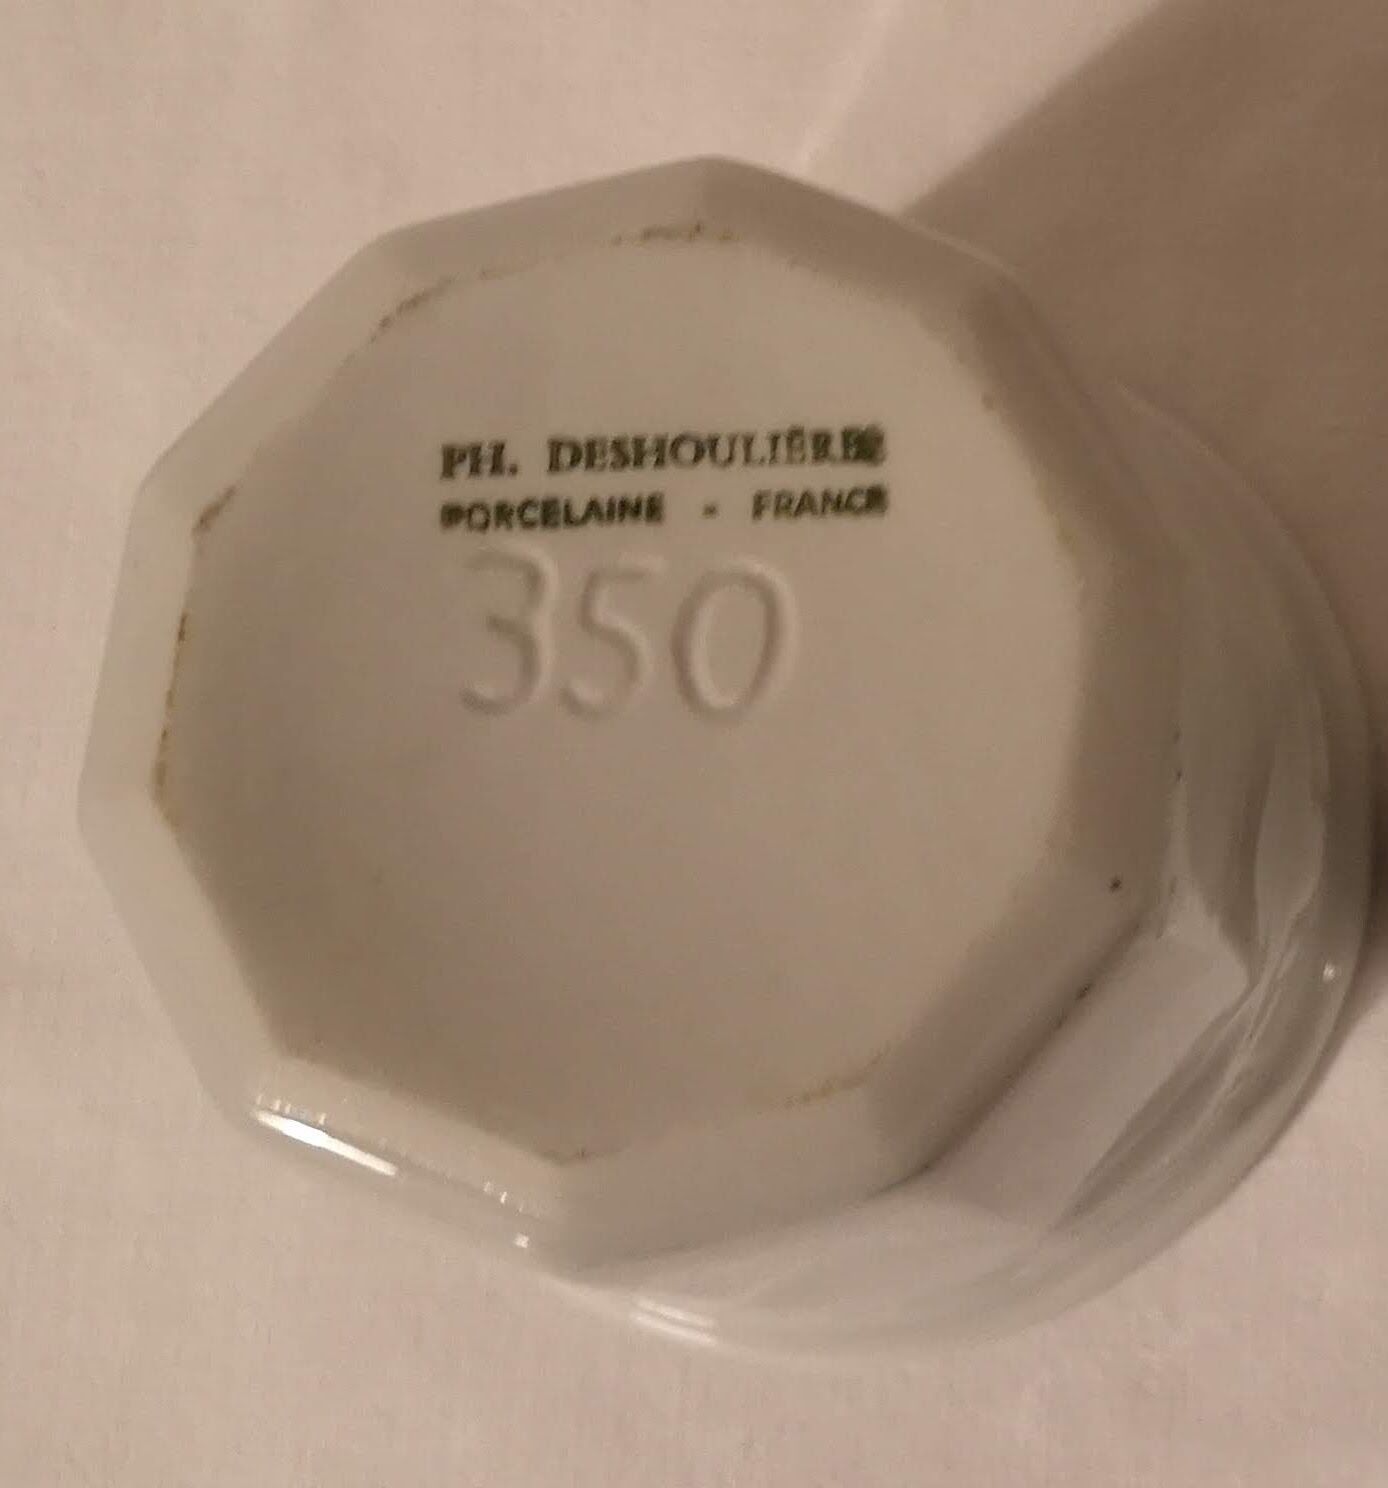 PH. DESHOULIÈRES
PORCELAINE - FRANCE
350